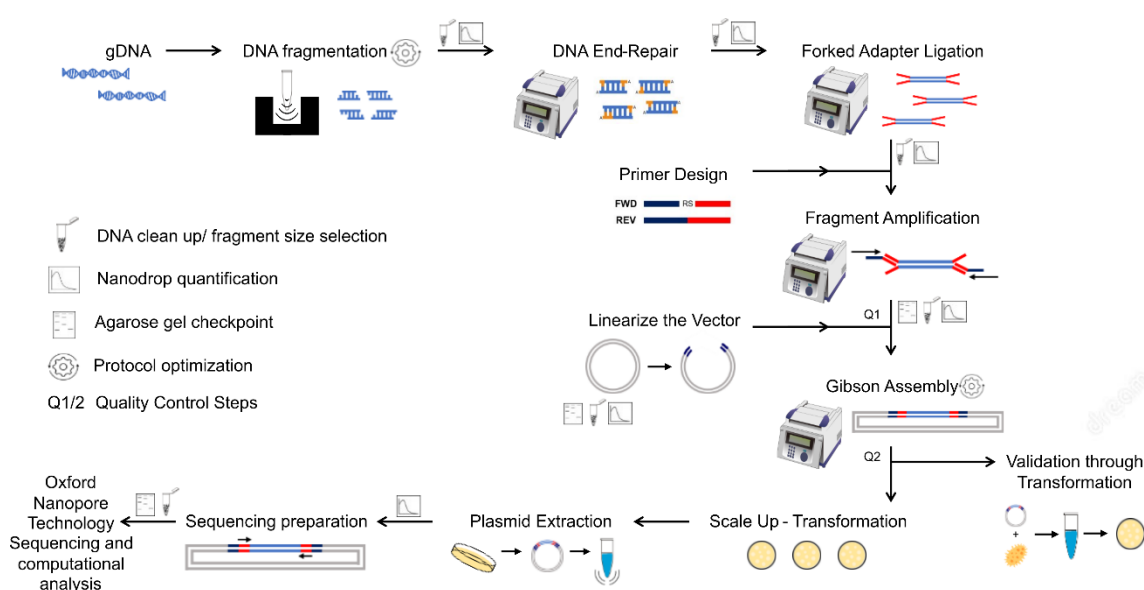 gDNA
DNA fragmentation
DNA End-Repair
Forked Adapter Ligation
Primer Design
FWD
RS
REV
Fragment Amplification
DNA clean up/ fragment size selection
Nanodrop quantification
Agarose gel checkpoint
Protocol optimization
Q1/2 Quality Control Steps
Linearize the Vector
Q1
Gibson Assembly
Q2
Validation through
Transformation
Scale Up - Transformation
Plasmid Extraction
Sequencing preparation
Oxford
Nanopore
Technology
Sequencing and
computational
analysis